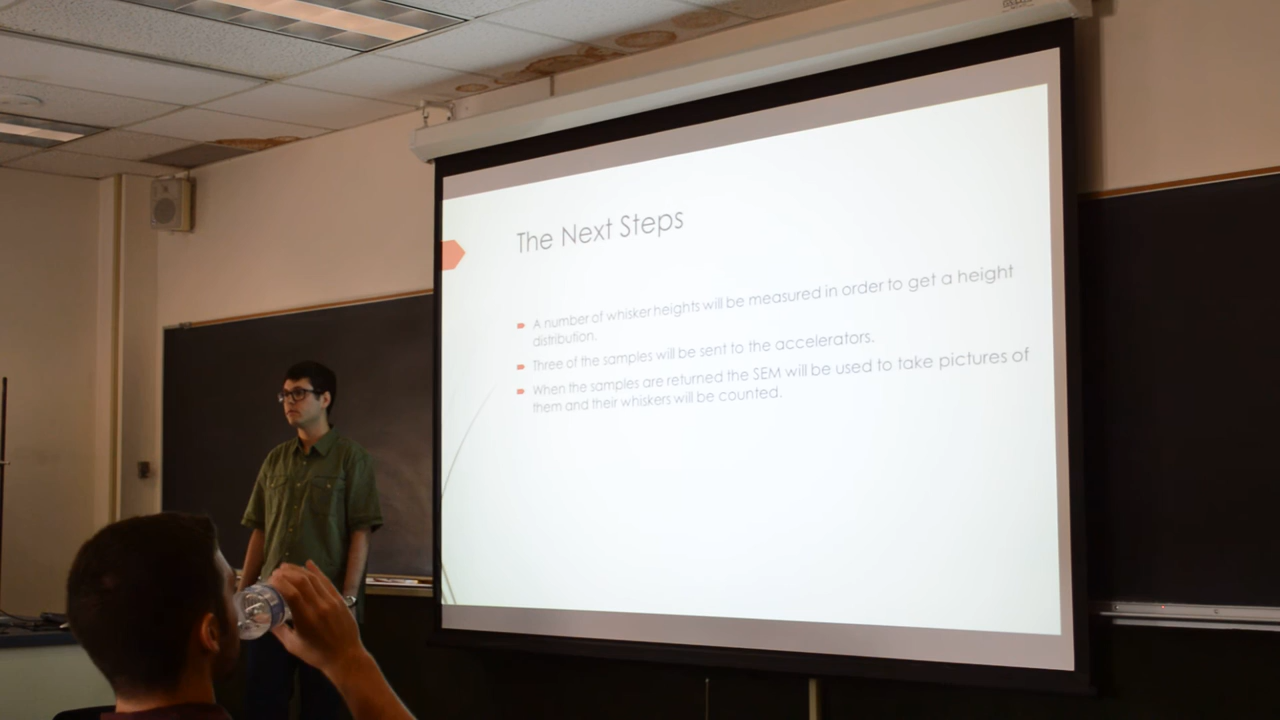 The Next Steps
A number of whisker heights will be measured in order to get a height
distribution.
Three of the samples will be sent to the accelerators.
When the samples are returned the SEM will be used to take pictures of
them and their whiskers will be counted.